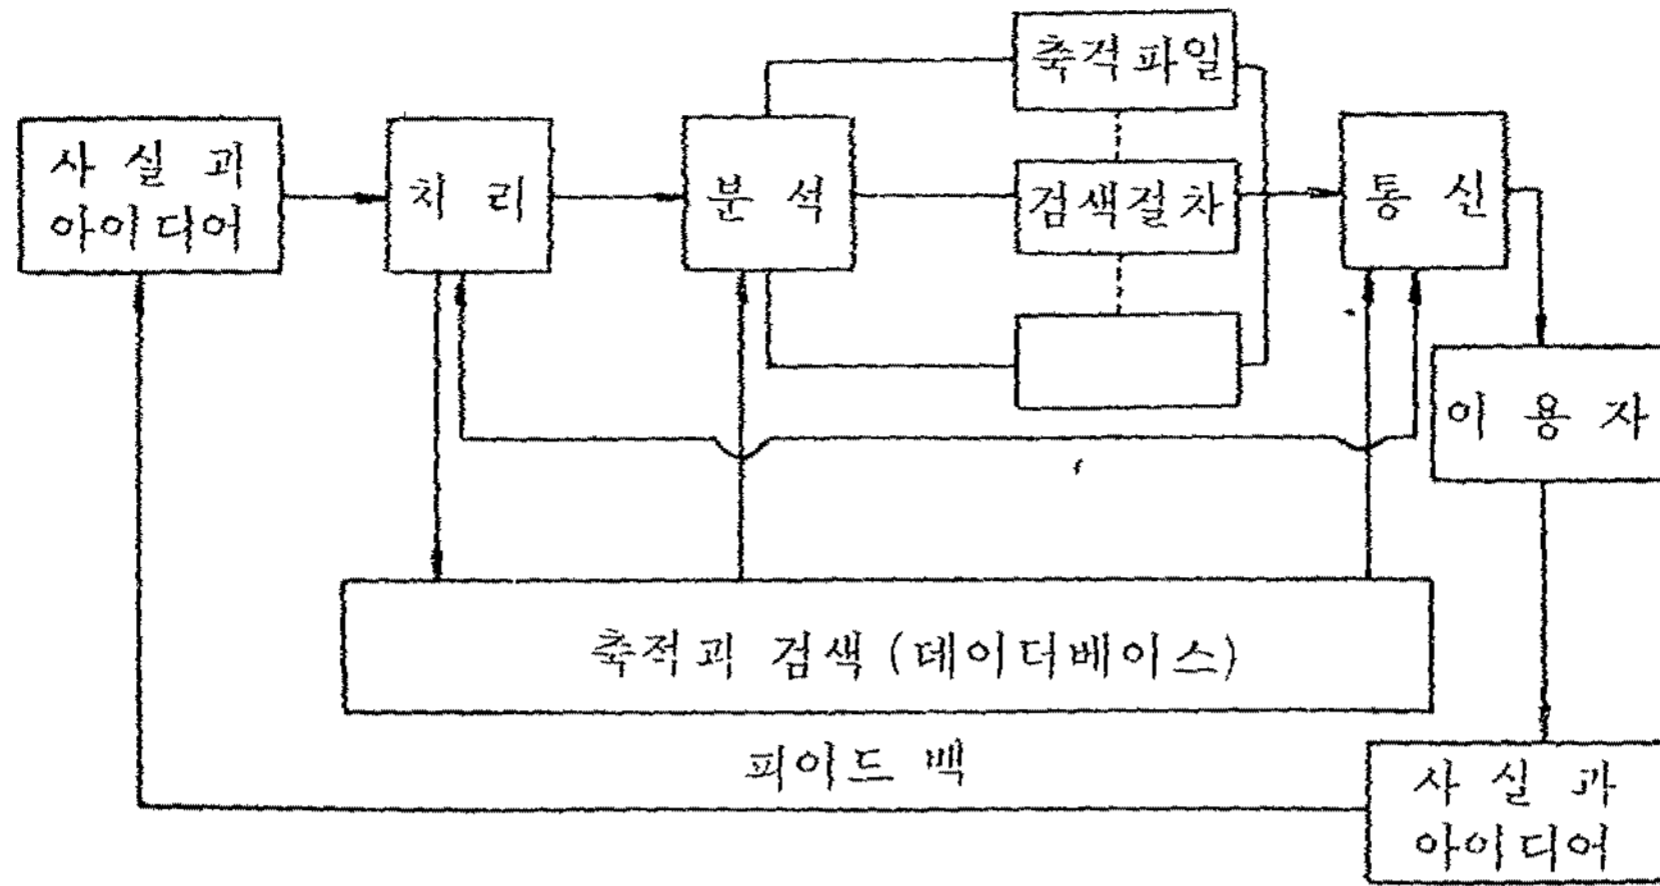 축적파일
사 실 과
아이디어
처 리
분 석
검색절차
통 신
이 용 자
축적과 검색 (데이터베이스)
피이드 백
사 실 과
아이디어